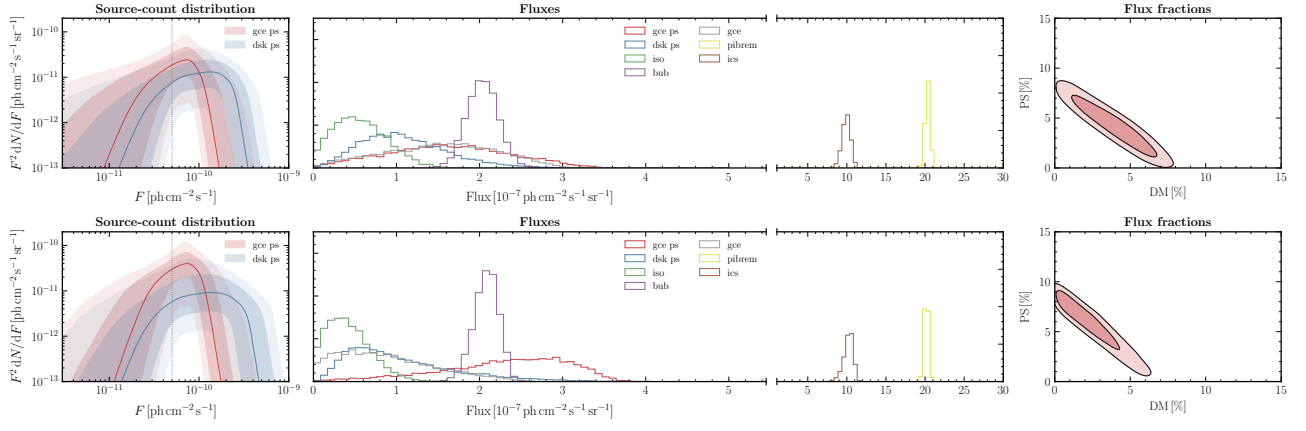 Source-count distribution
Fluxes
Flux fractions
gce ps
dsk ps
gce ps
dsk ps
iso
bub
gce
pibrem
ics
F² dN/dF [ph cm⁻² s⁻¹ sr⁻¹]
10⁻¹⁰
10⁻¹¹
10⁻¹²
10⁻¹³
10⁻¹¹ 10⁻¹⁰ 10⁻⁹
F [ph cm⁻² s⁻¹]
0 1 2 3 4 5
5 10 15 20 25 30
Flux [10⁻⁷ ph cm⁻² s⁻¹ sr⁻¹]
PS [%]
15
10
5
0
0 5 10 15
DM [%]
Source-count distribution
Fluxes
Flux fractions
gce ps
dsk ps
gce ps
dsk ps
iso
bub
gce
pibrem
ics
F² dN/dF [ph cm⁻² s⁻¹ sr⁻¹]
10⁻¹⁰
10⁻¹¹
10⁻¹²
10⁻¹³
10⁻¹¹ 10⁻¹⁰ 10⁻⁹
F [ph cm⁻² s⁻¹]
0 1 2 3 4 5
5 10 15 20 25 30
Flux [10⁻⁷ ph cm⁻² s⁻¹ sr⁻¹]
PS [%]
15
10
5
0
0 5 10 15
DM [%]